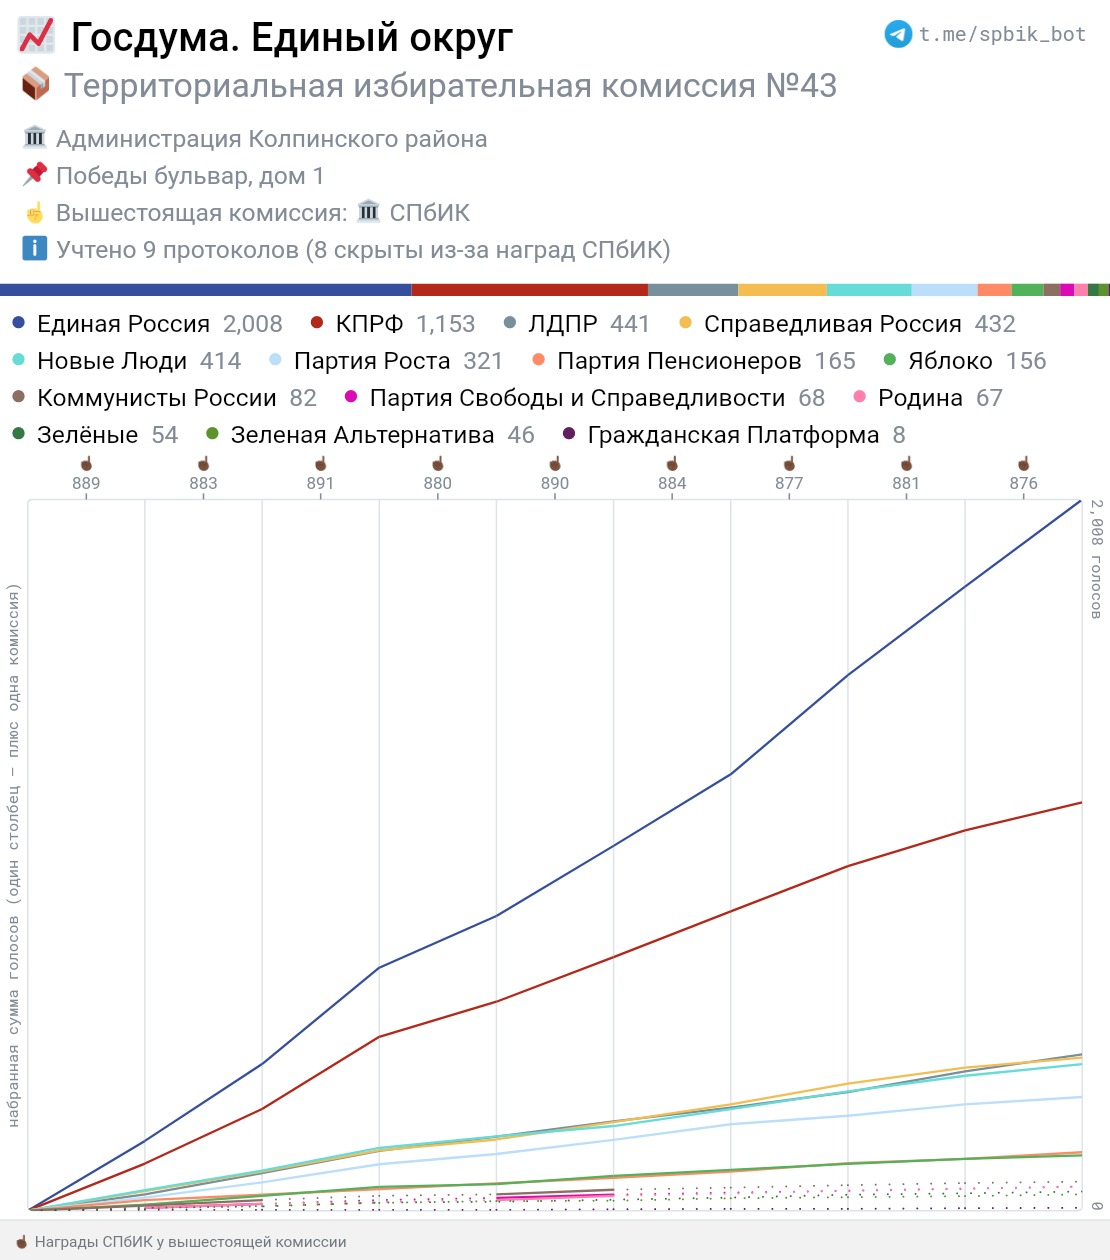 Госдума. Единый округ
t.me/spbik_bot
Территориальная избирательная комиссия №43
Администрация Колпинского района
Победы бульвар, дом 1
Вышестоящая комиссия: СПбИК
Учтено 9 протоколов (8 скрыты из-за наград СПбИК)
Единая Россия 2,008 КПРФ 1,153 ЛДПР 441 Справедливая Россия 432
Новые Люди 414 Партия Роста 321 Партия Пенсионеров 165 Яблоко 156
Коммунисты России 82 Партия Свободы и Справедливости 68 Родина 67
Зелёные 54 Зеленая Альтернатива 46 Гражданская Платформа 8
889 883 891 880 890 884 877 881 876
2,008 голосов
набранная сумма голосов (один столбец — плюс одна комиссия)
0
Награды СПбИК у вышестоящей комиссии